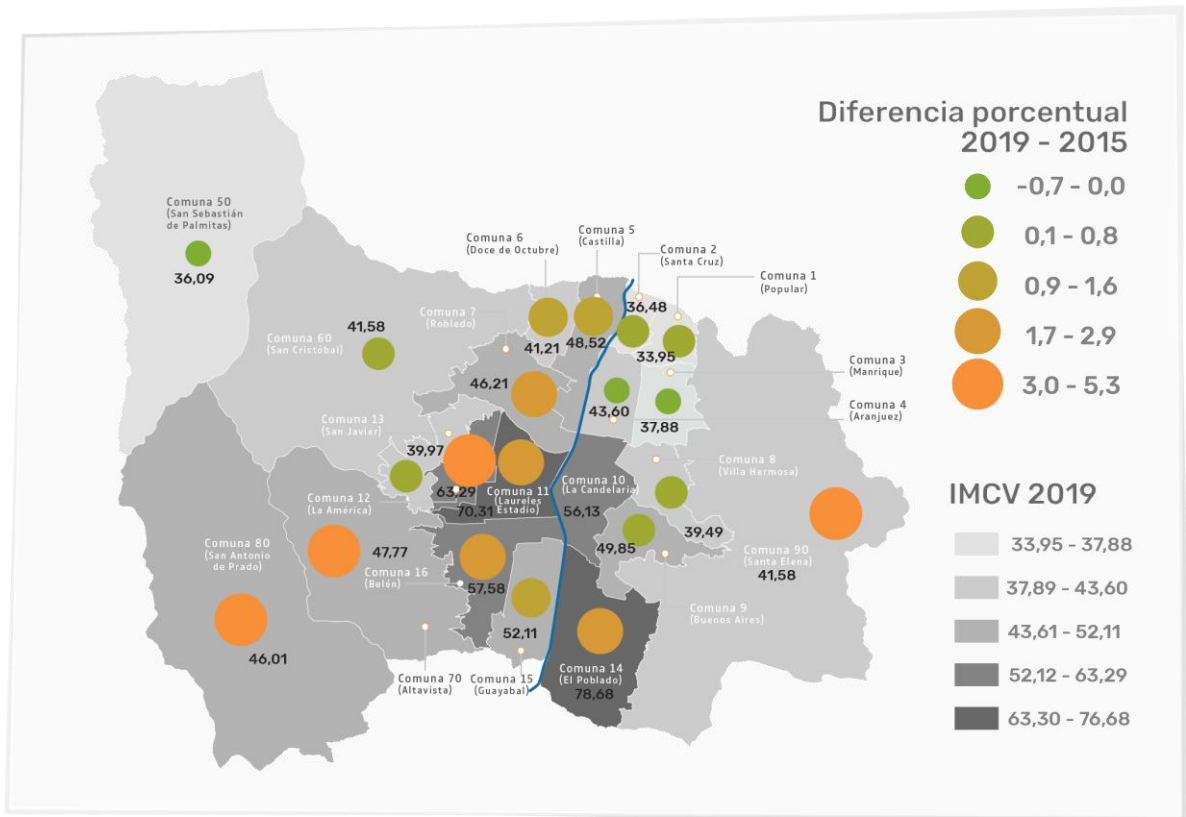 Diferencia porcentual
2019 - 2015
-0,7 - 0,0
0,1 - 0,8
0,9 - 1,6
1,7 - 2,9
3,0 - 5,3
IMCV 2019
33,95 - 37,88
37,89 - 43,60
43,61 - 52,11
52,12 - 63,29
63,30 - 76,68
Comuna 50
(San Sebastián
de Palmitas)
36,09
Comuna 6
(Doce de Octubre)
41,21
Comuna 5
(Castilla)
48,52
Comuna 2
(Santa Cruz)
36,48
Comuna 1
(Popular)
33,95
Comuna 7
(Robledo)
46,21
41,58
Comuna 60
(San Cristóbal)
Comuna 3
(Manrique)
37,88
Comuna 4
(Aranjuez)
43,60
Comuna 13
(San Javier)
39,97
63,29
Comuna 11
(Laureles
Estadio)
70,31
Comuna 10
(La Candelaria)
56,13
Comuna 8
(Villa Hermosa)
39,49
49,85
Comuna 12
(La América)
47,77
Comuna 80
(San Antonio
de Prado)
46,01
Comuna 16
(Belén)
57,58
52,11
Comuna 90
(Santa Elena)
41,58
Comuna 9
(Buenos Aires)
Comuna 14
(El Poblado)
78,68
Comuna 70
(Altavista)
Comuna 15
(Guayabal)